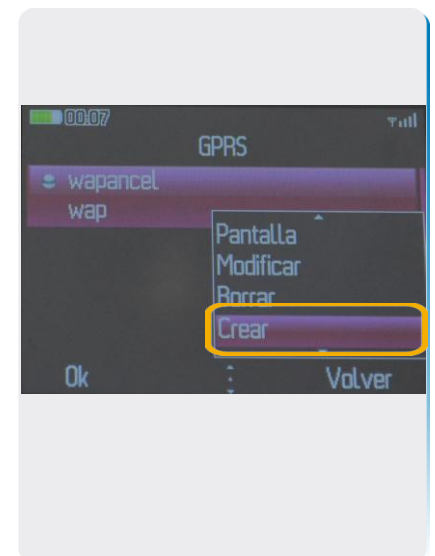 00:07
GPRS
wapancel
wap
Pantalla
Modificar
Borrar
Crear
Ok
Volver